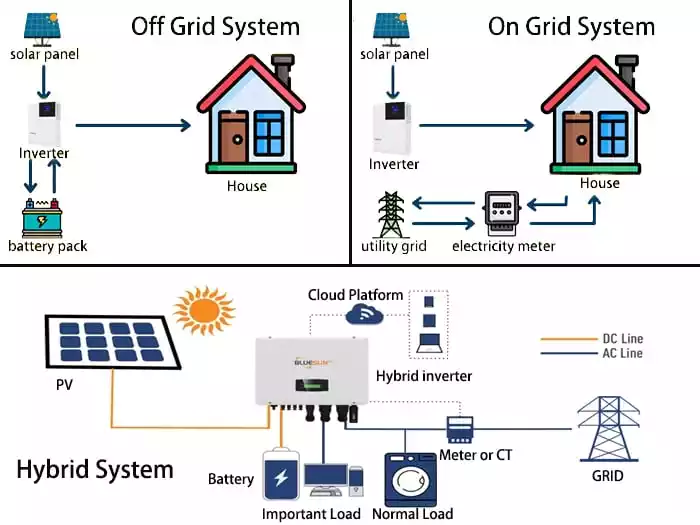 Off Grid System
solar panel
Inverter
House
battery pack
On Grid System
solar panel
Inverter
House
utility grid
electricity meter
Cloud Platform
DC Line
AC Line
BLUESUN
Hybrid inverter
PV
Meter or CT
Hybrid System
Battery
GRID
Important Load
Normal Load